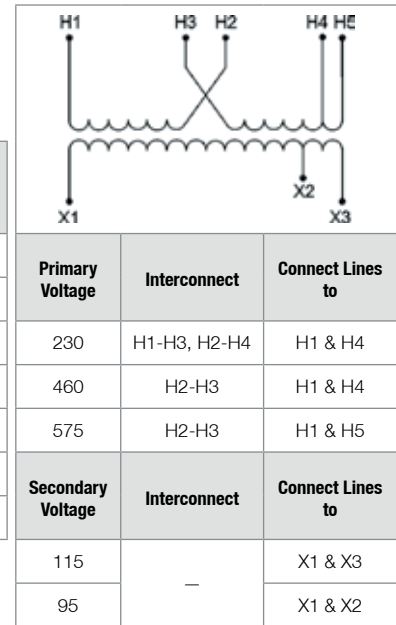 H1 H3 H2 H4 H5
X2
X1 X3
Primary Voltage Interconnect Connect Lines to
230 H1-H3, H2-H4 H1 & H4
460 H2-H3 H1 & H4
575 H2-H3 H1 & H5
Secondary Voltage Interconnect Connect Lines to
115 — X1 & X3
95 X1 & X2